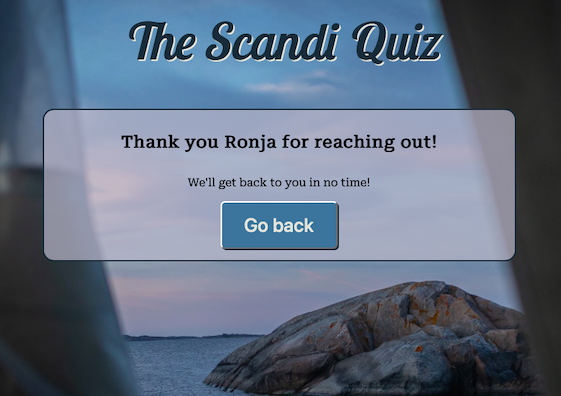 The Scandi Quiz
Thank you Ronja for reaching out!
We'll get back to you in no time!
Go back